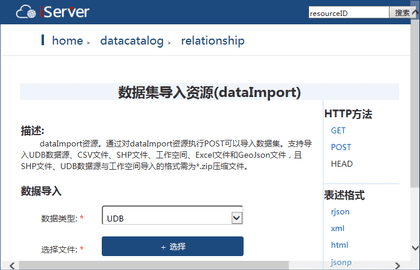 iServer
resourceID 搜索
home datacatalog relationship
数据集导入资源(dataImport)
描述:
dataImport资源。通过对dataImport资源执行POST可以导入数据集。支持导
入UDB数据源、CSV文件、SHP文件、工作空间、Excel文件和GeoJson文件，且
SHP文件、UDB数据源与工作空间导入的格式需为*.zip压缩文件。
数据导入
数据类型: * UDB
选择文件: * + 选择
HTTP方法
GET
POST
HEAD
表述格式
rjson
xml
html
jsonp